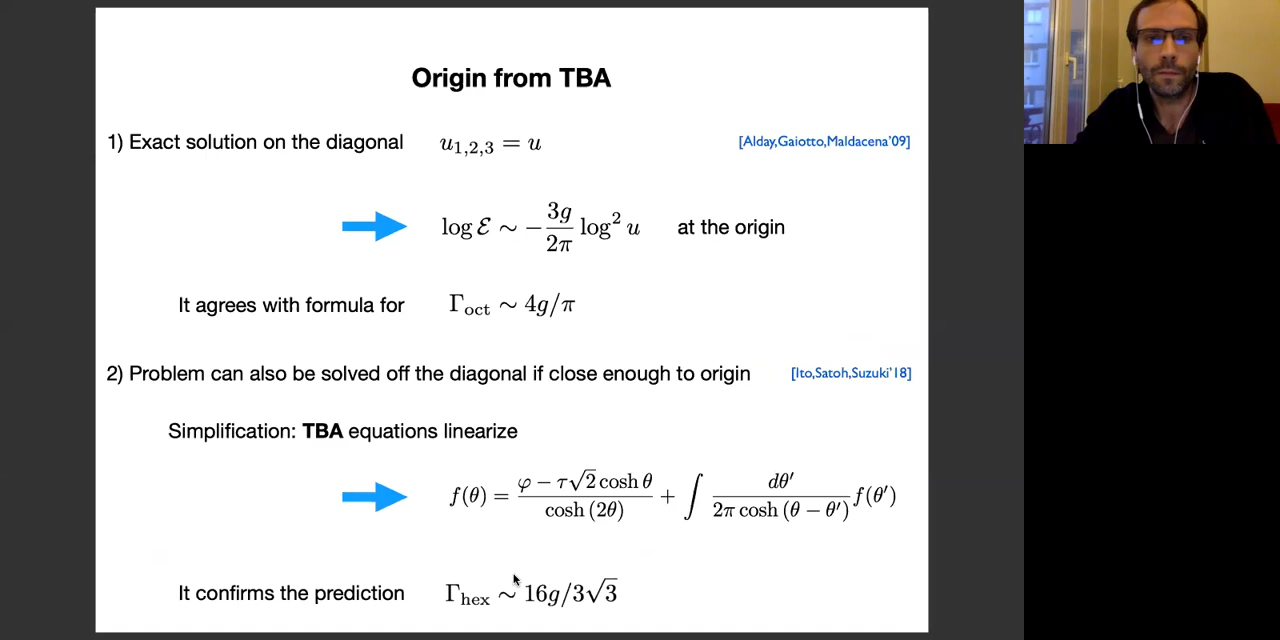 Origin from TBA
1) Exact solution on the diagonal u₁,₂,₃ = u [Alday,Gaiotto,Maldacena'09]
log ℰ ∼ − 3g/2π log² u at the origin
It agrees with formula for Γ_oct ∼ 4g/π
2) Problem can also be solved off the diagonal if close enough to origin [Ito,Satoh,Suzuki'18]
Simplification: TBA equations linearize
f(θ) = (φ − τ√2 cosh θ)/(cosh (2θ)) + ∫ dθ′/(2π cosh (θ − θ′)) f(θ′)
It confirms the prediction Γ_hex ∼ 16g/3√3